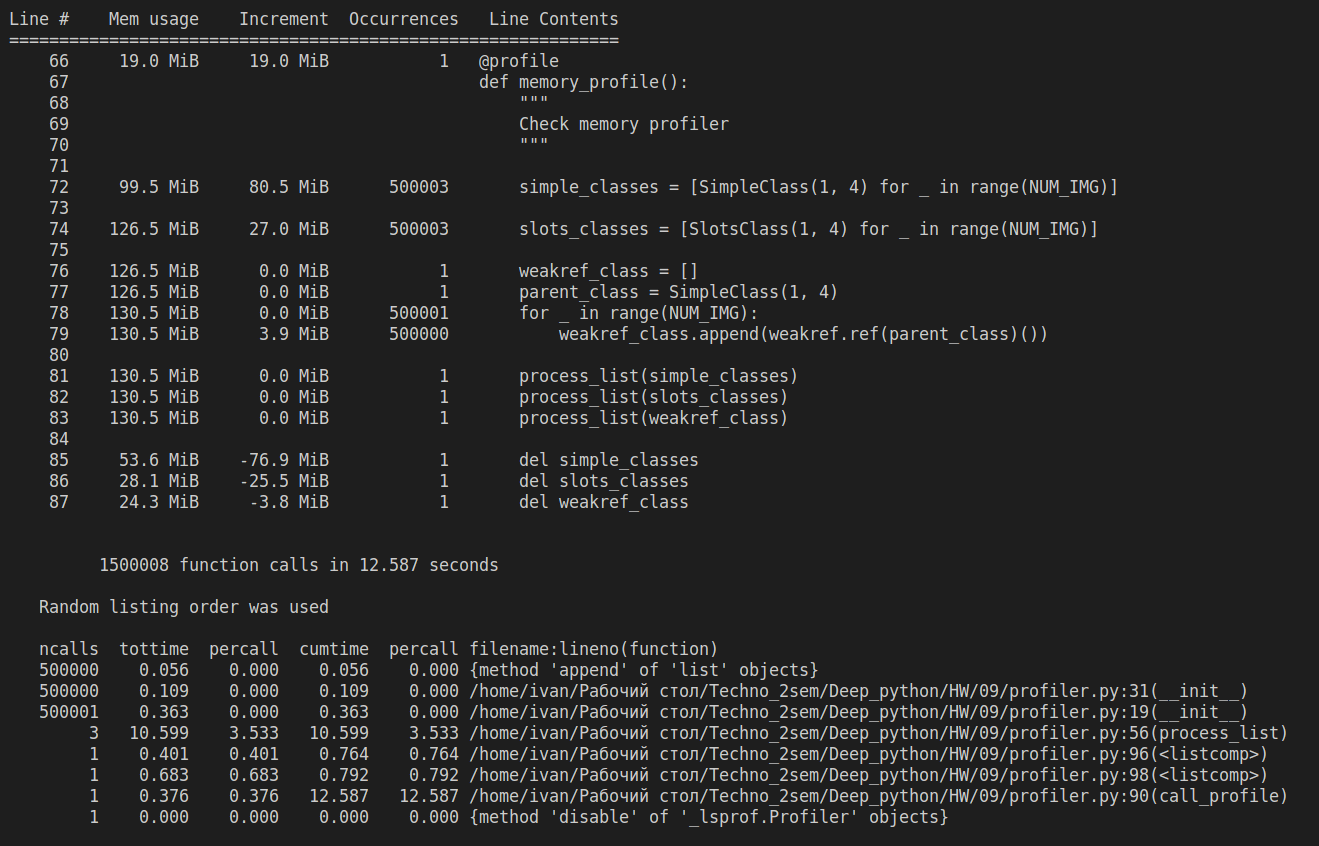 Line #    Mem usage    Increment  Occurrences   Line Contents
=============================================================
    66     19.0 MiB     19.0 MiB           1   @profile
    67                                         def memory_profile():
    68                                             """
    69                                             Check memory profiler
    70                                             """
    71
    72     99.5 MiB     80.5 MiB      500003       simple_classes = [SimpleClass(1, 4) for _ in range(NUM_IMG)]
    73
    74    126.5 MiB     27.0 MiB      500003       slots_classes = [SlotsClass(1, 4) for _ in range(NUM_IMG)]
    75
    76    126.5 MiB      0.0 MiB           1       weakref_class = []
    77    126.5 MiB      0.0 MiB           1       parent_class = SimpleClass(1, 4)
    78    130.5 MiB      0.0 MiB      500001       for _ in range(NUM_IMG):
    79    130.5 MiB      3.9 MiB      500000           weakref_class.append(weakref.ref(parent_class)())
    80
    81    130.5 MiB      0.0 MiB           1       process_list(simple_classes)
    82    130.5 MiB      0.0 MiB           1       process_list(slots_classes)
    83    130.5 MiB      0.0 MiB           1       process_list(weakref_class)
    84
    85     53.6 MiB    -76.9 MiB           1       del simple_classes
    86     28.1 MiB    -25.5 MiB           1       del slots_classes
    87     24.3 MiB     -3.8 MiB           1       del weakref_class
         1500008 function calls in 12.587 seconds
   Random listing order was used
   ncalls  tottime  percall  cumtime  percall filename:lineno(function)
   500000    0.056    0.000    0.056    0.000 {method 'append' of 'list' objects}
   500000    0.109    0.000    0.109    0.000 /home/ivan/Рабочий стол/Techno_2sem/Deep_python/HW/09/profiler.py:31(__init__)
   500001    0.363    0.000    0.363    0.000 /home/ivan/Рабочий стол/Techno_2sem/Deep_python/HW/09/profiler.py:19(__init__)
        3   10.599    3.533   10.599    3.533 /home/ivan/Рабочий стол/Techno_2sem/Deep_python/HW/09/profiler.py:56(process_list)
        1    0.401    0.401    0.764    0.764 /home/ivan/Рабочий стол/Techno_2sem/Deep_python/HW/09/profiler.py:96(<listcomp>)
        1    0.683    0.683    0.792    0.792 /home/ivan/Рабочий стол/Techno_2sem/Deep_python/HW/09/profiler.py:98(<listcomp>)
        1    0.376    0.376   12.587   12.587 /home/ivan/Рабочий стол/Techno_2sem/Deep_python/HW/09/profiler.py:90(call_profile)
        1    0.000    0.000    0.000    0.000 {method 'disable' of '_lsprof.Profiler' objects}